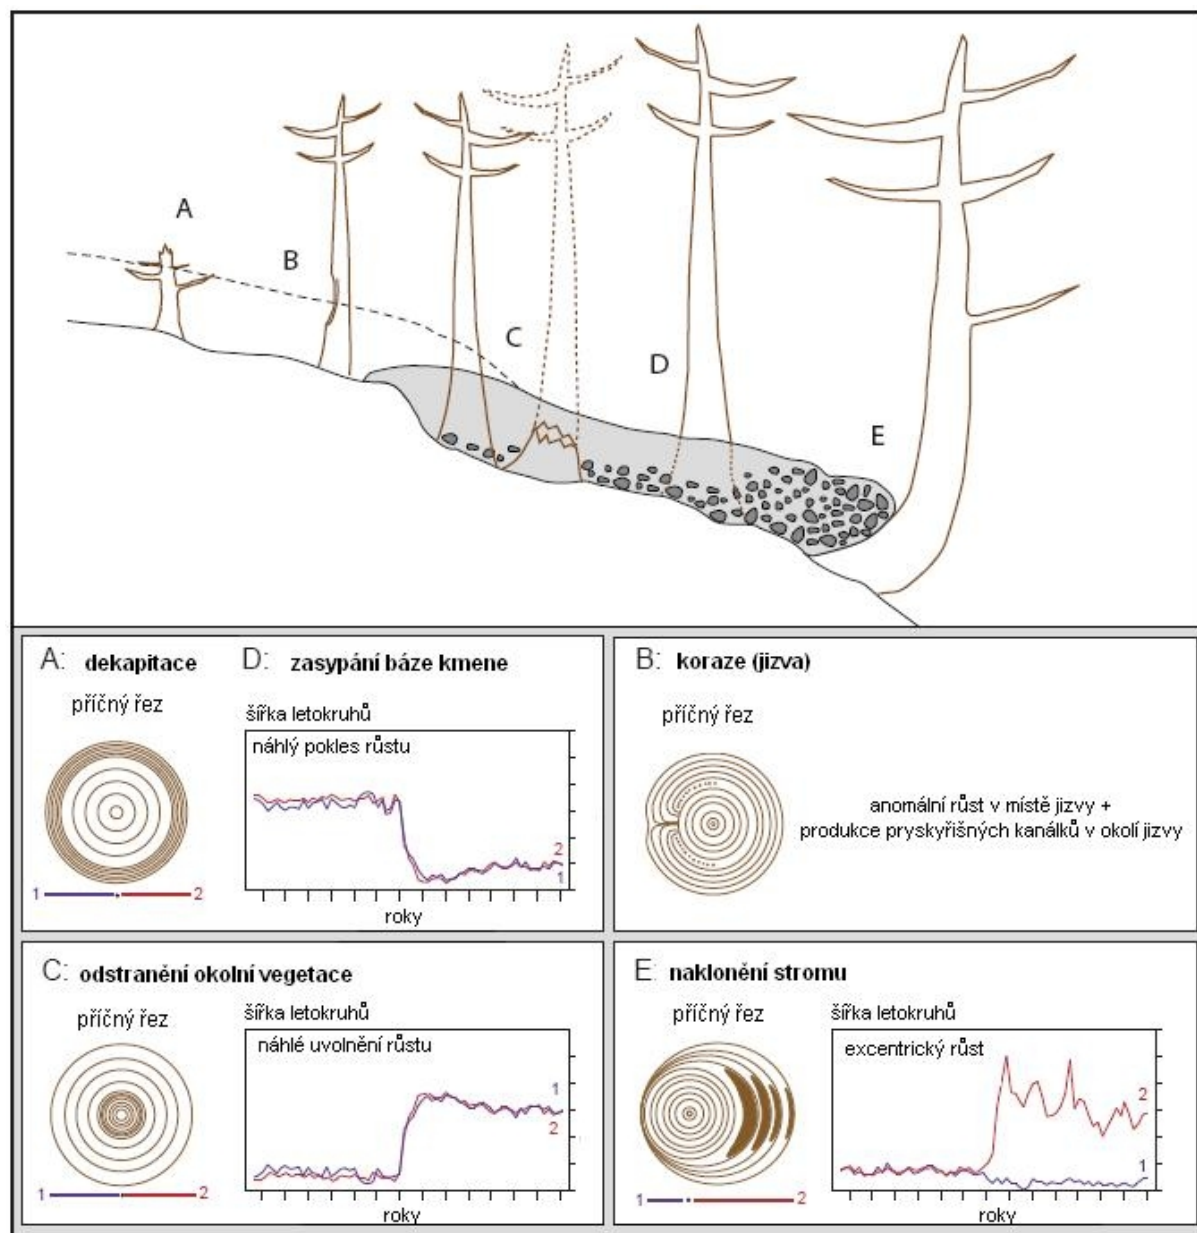 A
B
C
D
E
A: dekapitace
D: zasypání báze kmene
příčný řez
šířka letokruhů
náhlý pokles růstu
2
1
1
2
roky
B: koraze (jizva)
příčný řez
anomální růst v místě jizvy +
produkce pryskyřišných kanálků v okolí jizvy
C: odstranění okolní vegetace
příčný řez
šířka letokruhů
náhlé uvolnění růstu
1
2
1
2
roky
E: naklonění stromu
příčný řez
šířka letokruhů
excentrický růst
2
1
1
2
roky